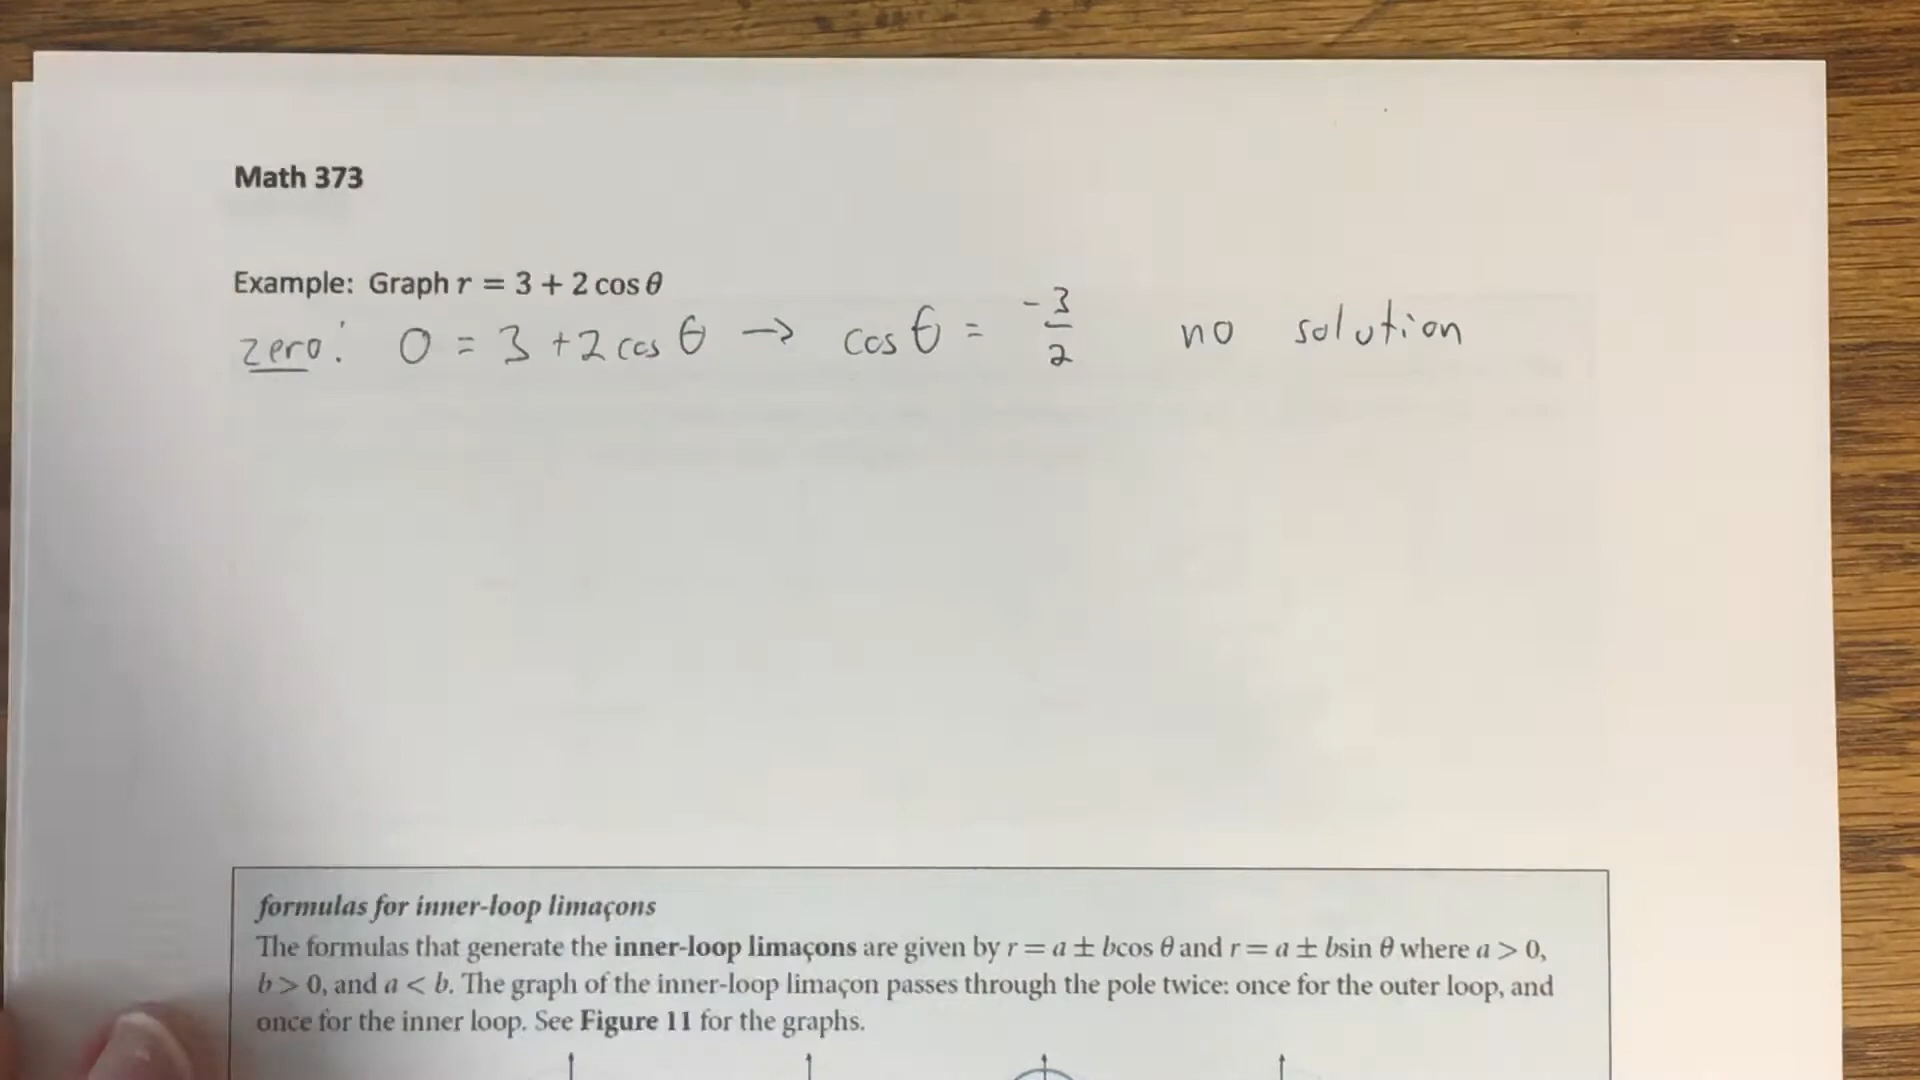 Math 373
Example: Graph r = 3 + 2 cos θ
zero: 0 = 3 + 2 cos θ → cos θ = -3/2 no solution
formulas for inner-loop limaçons
The formulas that generate the inner-loop limaçons are given by r = a ± bcos θ and r = a ± bsin θ where a > 0,
b > 0, and a < b. The graph of the inner-loop limaçon passes through the pole twice: once for the outer loop, and
once for the inner loop. See Figure 11 for the graphs.